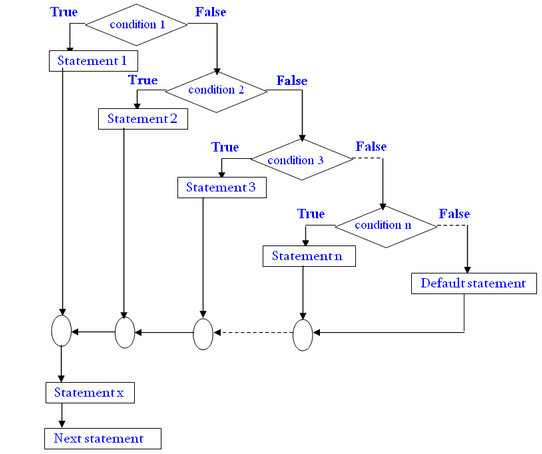 True
False
condition 1
Statement 1
True
False
condition 2
Statement 2
True
False
condition 3
Statement 3
True
False
condition n
Statement n
Default statement
Statement x
Next statement